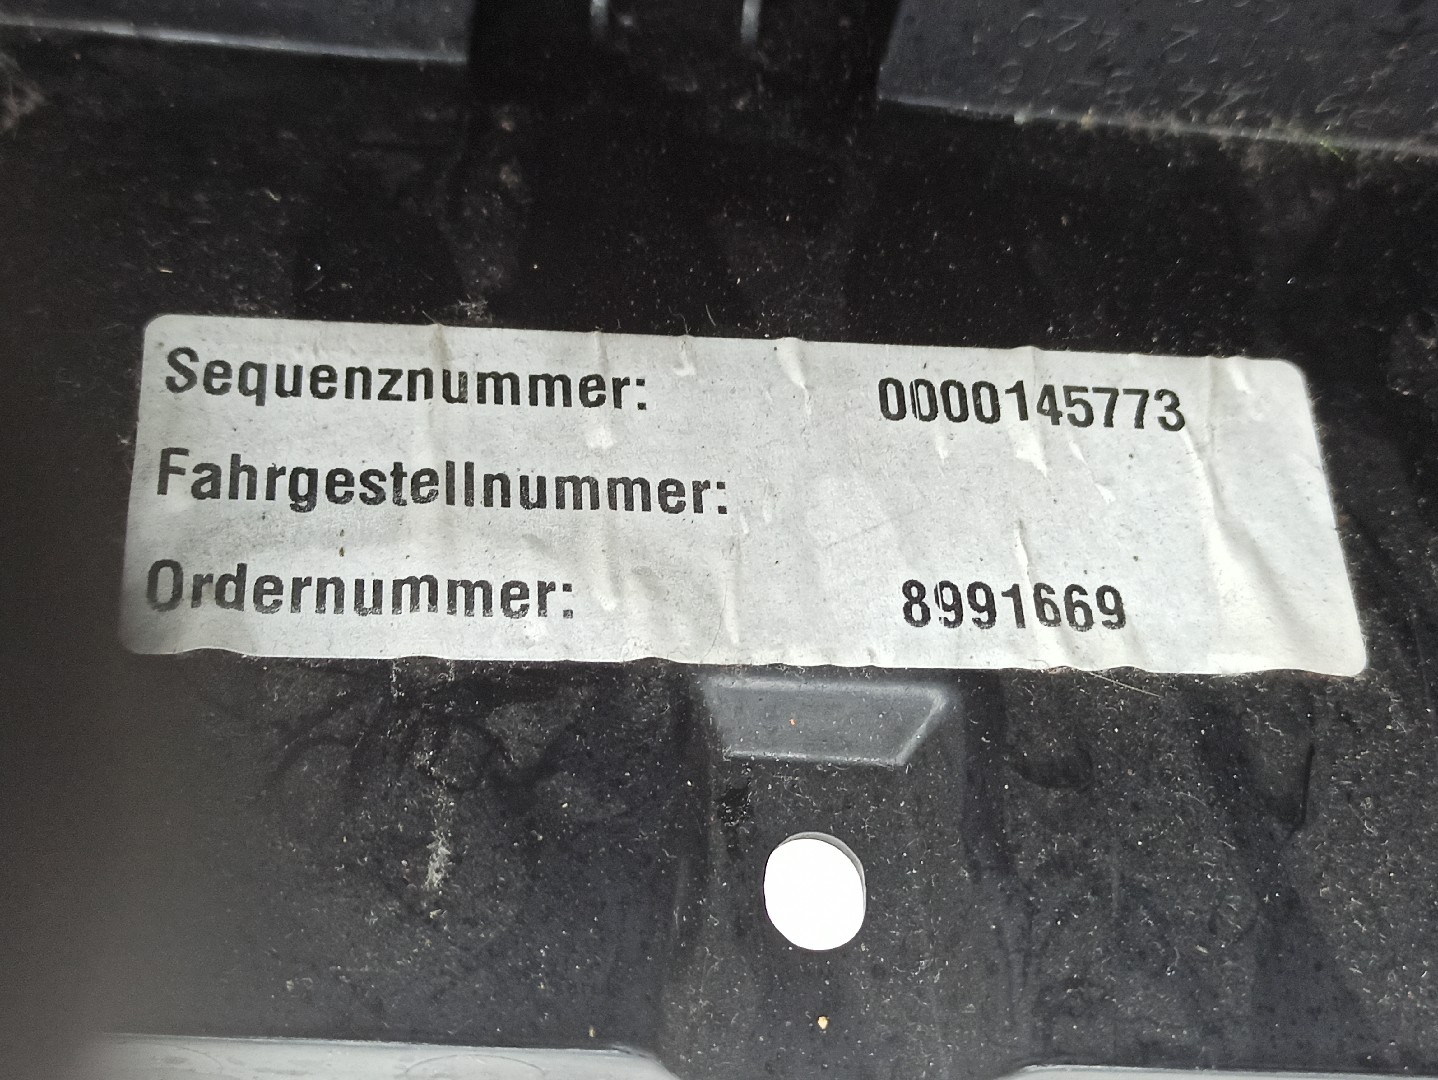 Sequenznummer: 0000145773
Fahrgestellnummer:
Ordernummer: 8991669